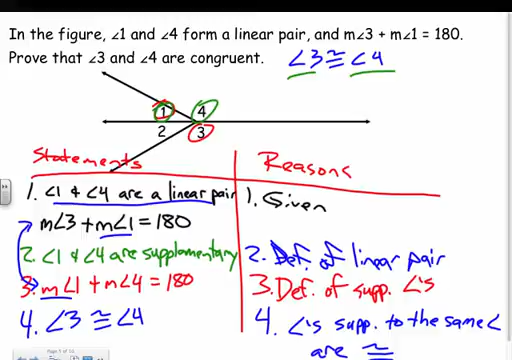 In the figure, ∠1 and ∠4 form a linear pair, and m∠3 + m∠1 = 180.
Prove that ∠3 and ∠4 are congruent. ∠3 ≅ ∠4
1 4
2 3
Statements Reasons
1. ∠1 & ∠4 are a linear pair 1. Given
m∠3 + m∠1 = 180
2. ∠1 & ∠4 are supplementary 2. Def. of linear pair
3. m∠1 + m∠4 = 180 3. Def. of supp. ∠'s
4. ∠3 ≅ ∠4 4. ∠'s supp. to the same ∠
are ≅